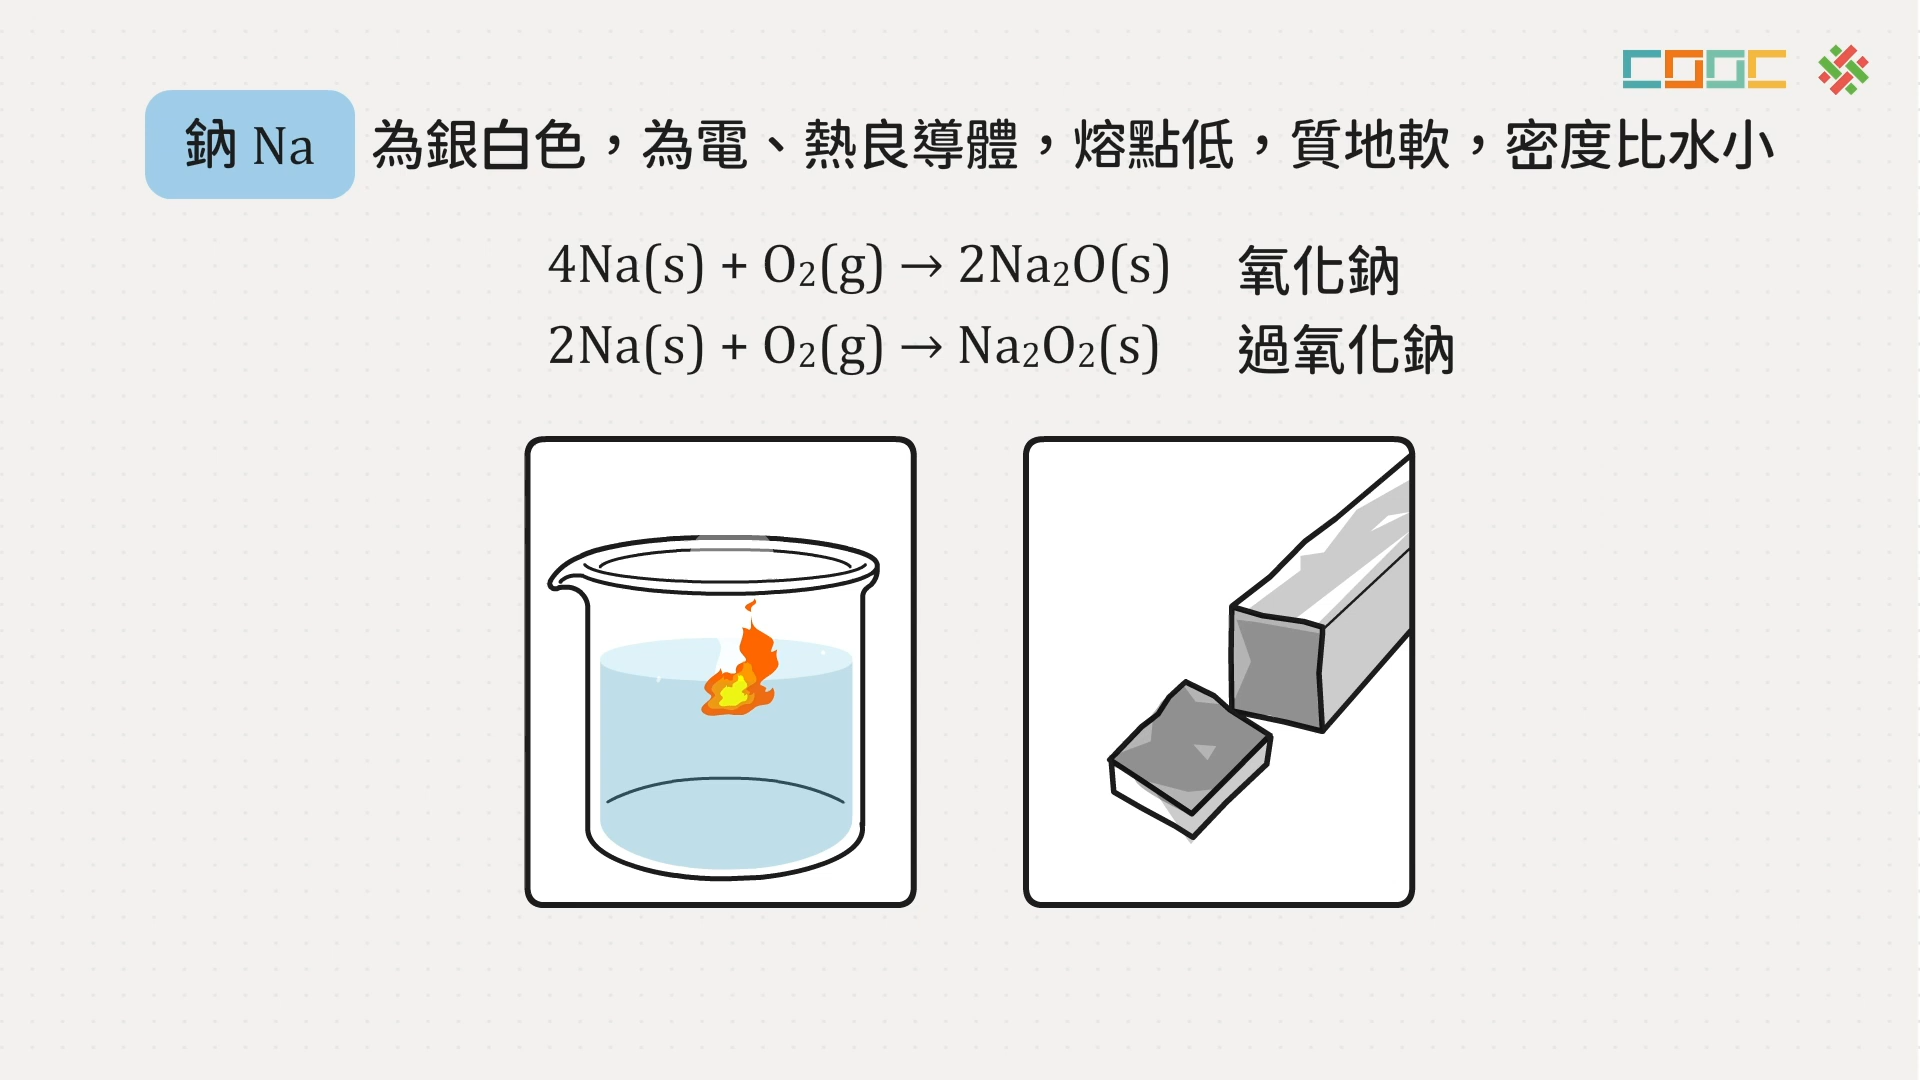 COOC
鈉 Na 為銀白色，為電、熱良導體，熔點低，質地軟，密度比水小
4Na(s) + O₂(g) → 2Na₂O(s) 氧化鈉
2Na(s) + O₂(g) → Na₂O₂(s) 過氧化鈉